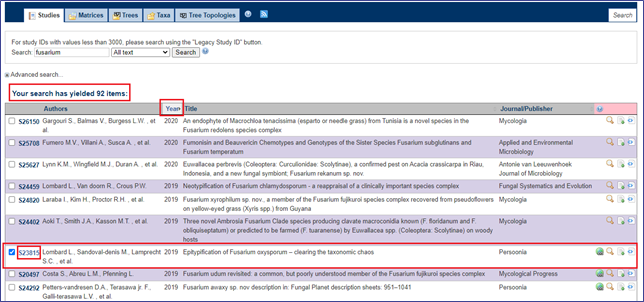 Studies Matrices Trees Taxa Tree Topologies Search
For study IDs with values less than 3000, please search using the "Legacy Study ID" button.
Search: fusarium All text Search
Advanced search...
Your search has yielded 92 items:
Authors Year Title Journal/Publisher
S26150 Gargouri S., Balmas V., Burgess L.W. , et al. 2020 An endophyte of Macrochloa tenacissima (esparto or needle grass) from Tunisia is a novel species in the Fusarium redolens species complex Mycologia
S25708 Fumero M.V., Villani A., Susca A. , et al. 2020 Fumonisin and Beauvericin Chemotypes and Genotypes of the Sister Species Fusarium subglutinans and Fusarium temperatum Applied and Environmental Microbiology
S25627 Lynn K.M., Wingfield M.J., Duran A. , et al. 2020 Euwallacea perbrevis (Coleoptera: Curculionidae: Scolytinae), a confirmed pest on Acacia crassicarpa in Riau, Indonesia, and a new fungal symbiont; Fusarium rekanum sp. nov. Antonie van Leeuwenhoek Journal of Microbiology
S24459 Lombard L., Van doorn R., Crous P.W. 2019 Neotypification of Fusarium chlamydosporum - a reappraisal of a clinically important species complex Fungal Systematics and Evolution
S24820 Laraba I., Kim H., Proctor R.H. , et al. 2019 Fusarium xyrophilum sp. nov., a member of the Fusarium fujikuroi species complex recovered from pseudoflowers on yellow-eyed grass (Xyris spp.) from Guyana Mycologia
S24402 Aoki T., Smith J.A., Kasson M.T. , et al. 2019 Three novel Ambrosia Fusarium Clade species producing clavate macroconidia known (F. floridanum and F. obliquiseptatum) or predicted to be farmed (F. tuaranense) by Euwallacea spp. (Coleoptera: Scolytinae) on woody hosts Mycologia
S23815 Lombard L., Sandoval-denis M., Lamprecht S.C. , et al. 2019 Epitypification of Fusarium oxysporum – clearing the taxonomic chaos Persoonia
S20497 Costa S., Abreu L.M., Pfenning L. 2019 Fusarium udum revisited: a common, but poorly understood member of the Fusarium fujikuroi species complex Mycological Progress
S24292 Petters-vandresen D.A., Terasawa jr. F., Galli-terasawa L.V. , et al. 2019 Fusarium awaxy sp. nov description in: Fungal Planet description sheets: 951–1041 Persoonia